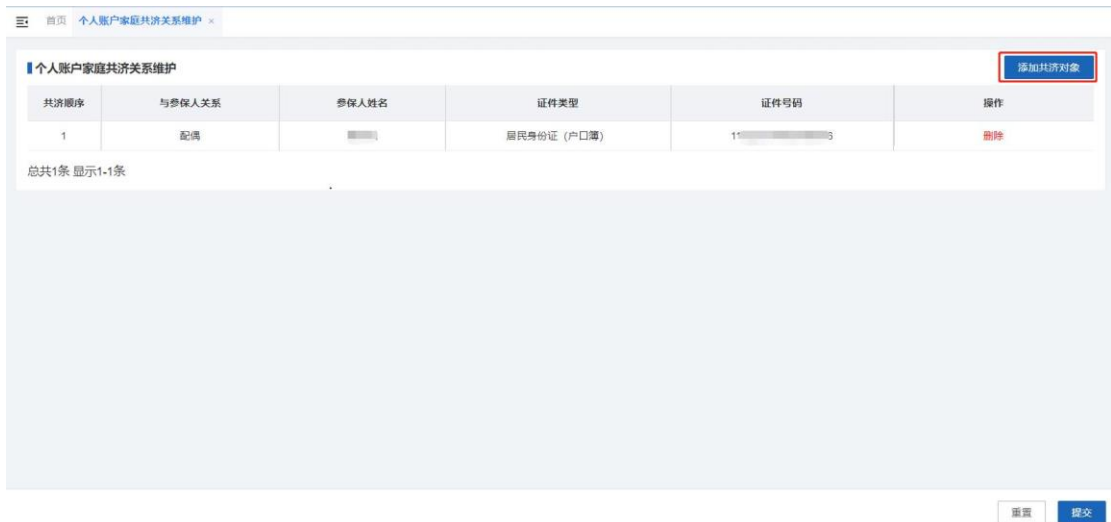 首页 个人账户家庭共济关系维护 ×
个人账户家庭共济关系维护 添加共济对象
共济顺序 与参保人关系 参保人姓名 证件类型 证件号码 操作
1 配偶 居民身份证（户口簿） 11 6 删除
总共1条 显示1-1条
重置 提交